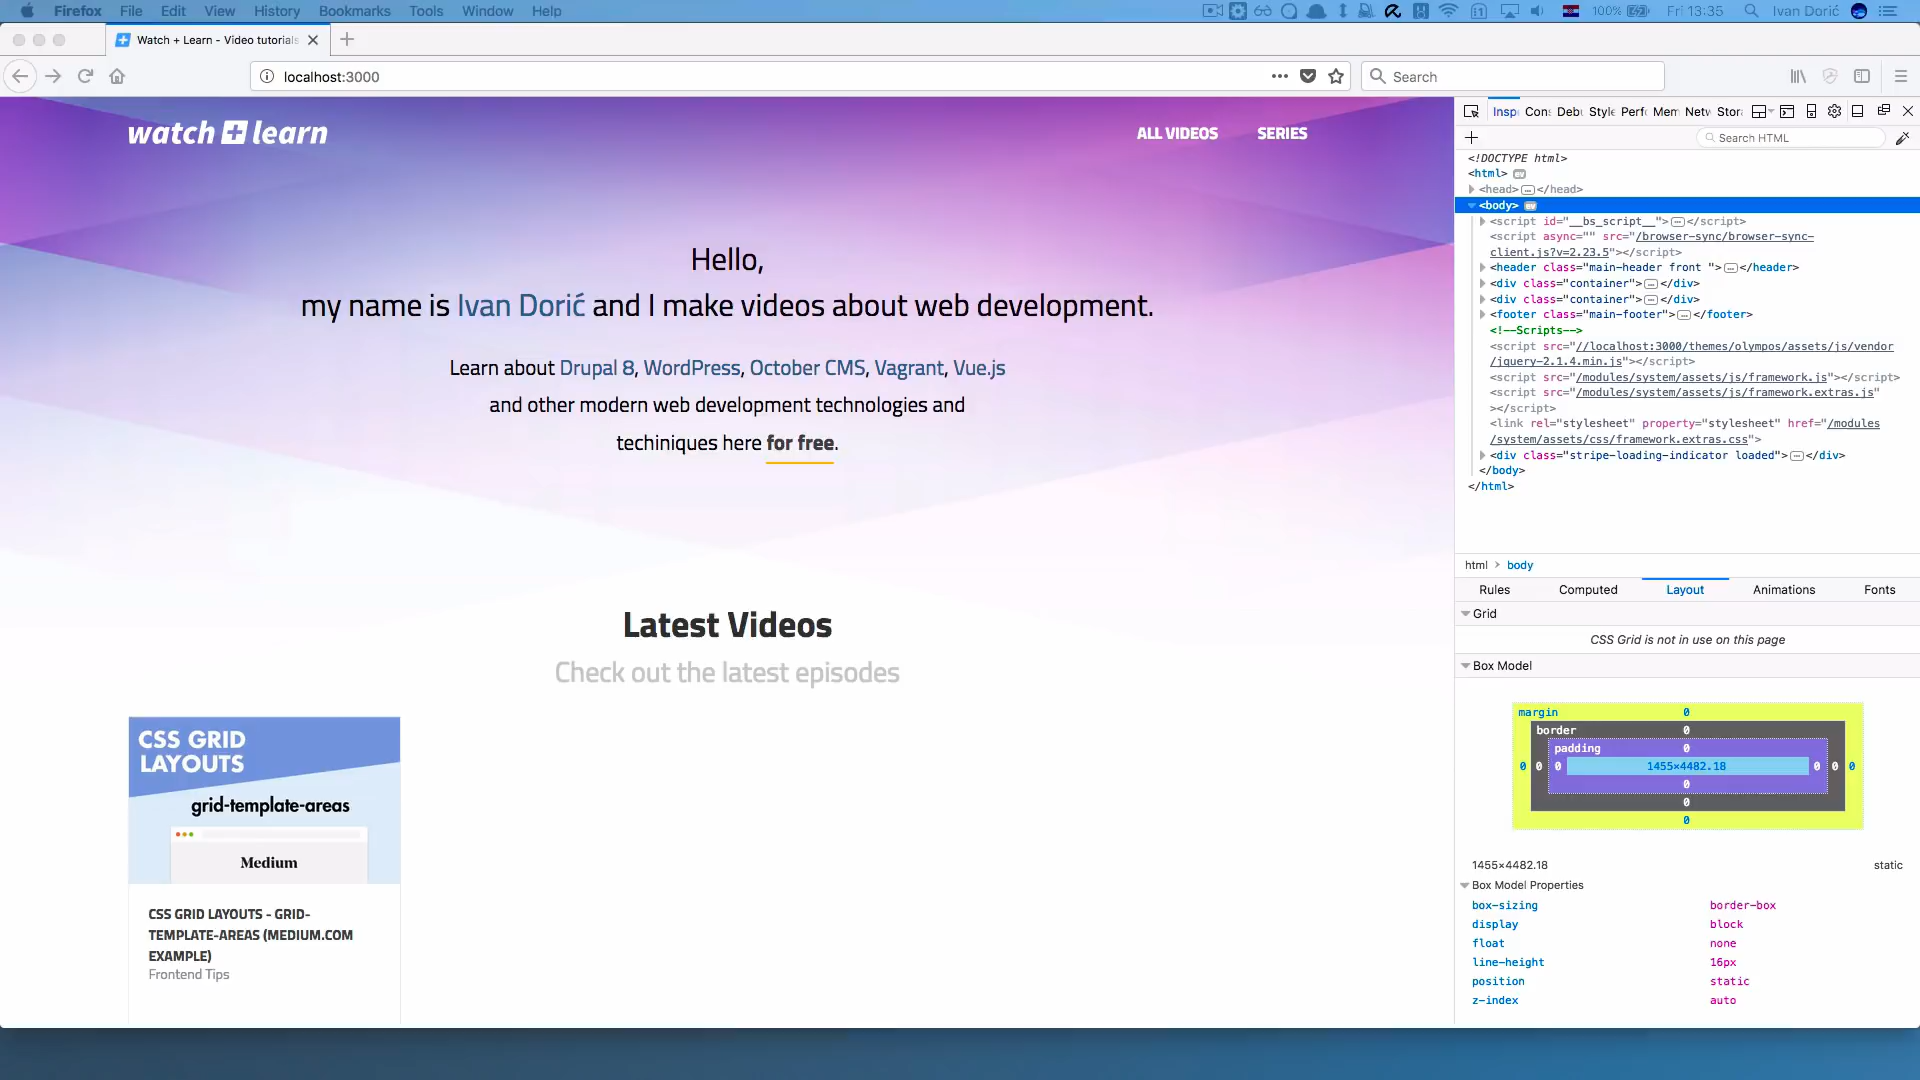 Firefox File Edit View History Bookmarks Tools Window Help 100% Fri 13:35 Ivan Dorić
Watch + Learn - Video tutorials
localhost:3000
Search
watch learn
ALL VIDEOS SERIES
Hello,
my name is Ivan Dorić and I make videos about web development.
Learn about Drupal 8, WordPress, October CMS, Vagrant, Vue.js
and other modern web development technologies and
techiniques here for free.
Latest Videos
Check out the latest episodes
CSS GRID
LAYOUTS
grid-template-areas
Medium
CSS GRID LAYOUTS - GRID-
TEMPLATE-AREAS (MEDIUM.COM
EXAMPLE)
Frontend Tips
Insp Cons Debu Style Perf Mem Netw Stora
Search HTML
<!DOCTYPE html>
<html> ev
<head> </head>
<body> ev
<script id="__bs_script__"> </script>
<script async="" src="/browser-sync/browser-sync-
client.js?v=2.23.5"></script>
<header class="main-header front "> </header>
<div class="container"> </div>
<div class="container"> </div>
<footer class="main-footer"> </footer>
<!--Scripts-->
<script src="//localhost:3000/themes/olympos/assets/js/vendor
/jquery-2.1.4.min.js"></script>
<script src="/modules/system/assets/js/framework.js"></script>
<script src="/modules/system/assets/js/framework.extras.js"
></script>
<link rel="stylesheet" property="stylesheet" href="/modules
/system/assets/css/framework.extras.css">
<div class="stripe-loading-indicator loaded"> </div>
</body>
</html>
html > body
Rules Computed Layout Animations Fonts
Grid
CSS Grid is not in use on this page
Box Model
margin 0
border 0
padding 0
0 0 0 1455×4482.18 0 0 0
0
0
0
1455×4482.18 static
Box Model Properties
box-sizing border-box
display block
float none
line-height 16px
position static
z-index auto